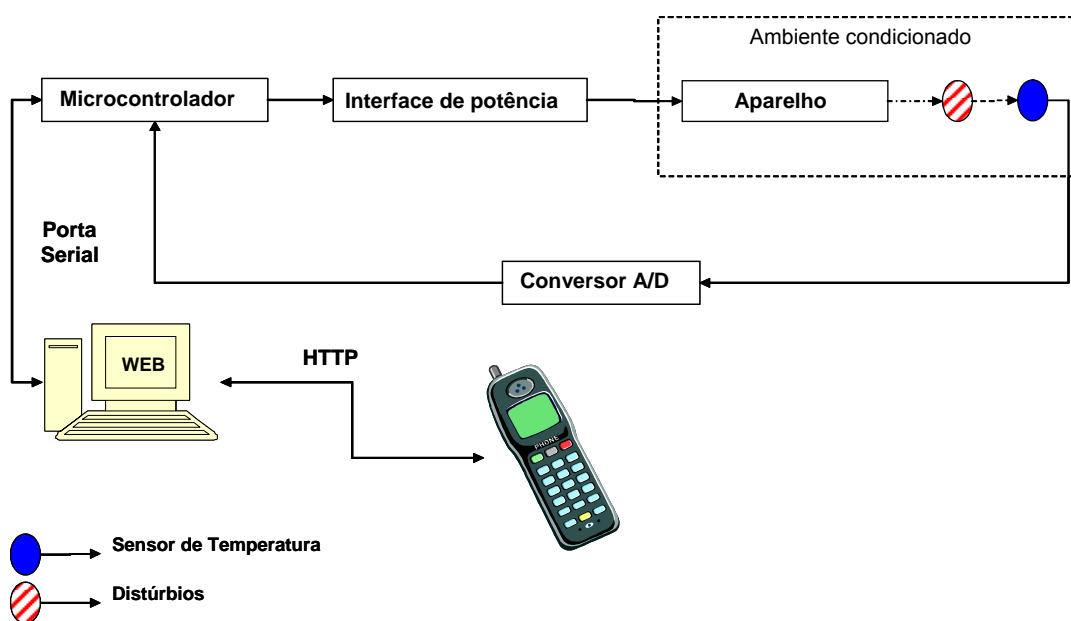 Ambiente condicionado
Microcontrolador
Interface de potência
Aparelho
Porta
Serial
Conversor A/D
WEB
HTTP
PHONE
Sensor de Temperatura
Distúrbios